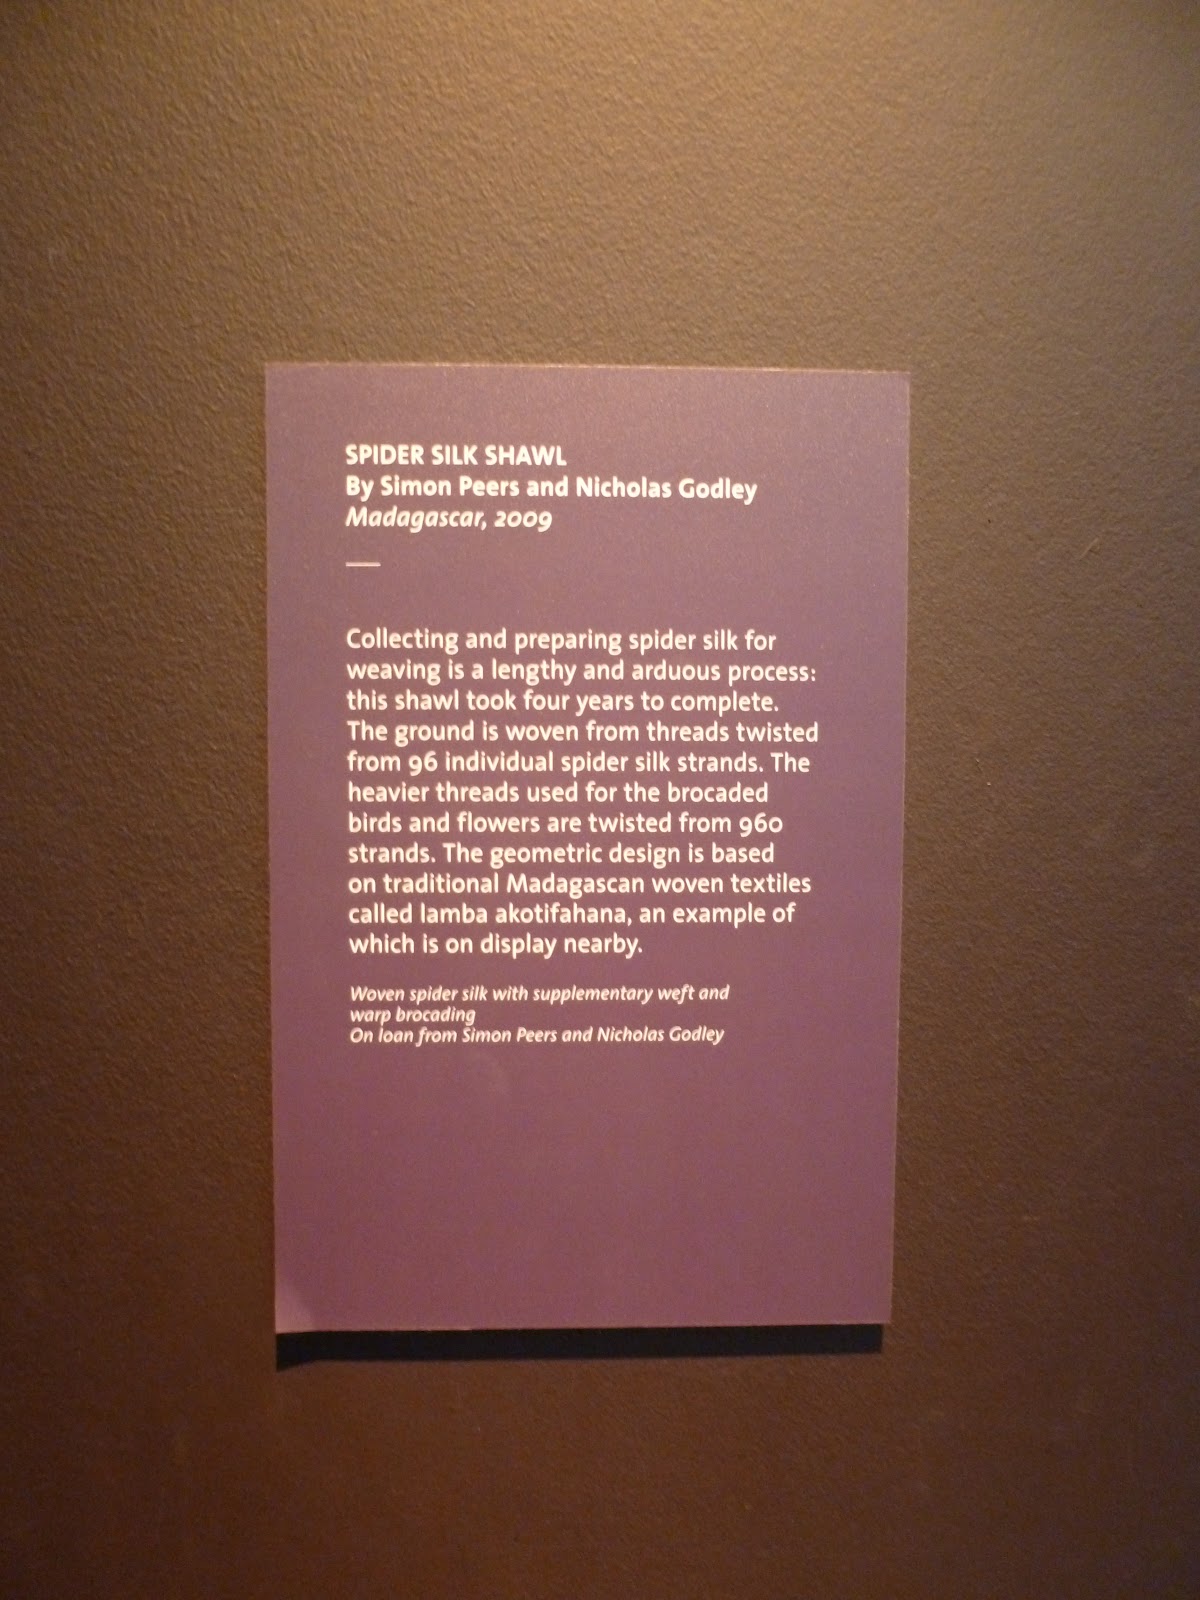 SPIDER SILK SHAWL
By Simon Peers and Nicholas Godley
Madagascar, 2009
Collecting and preparing spider silk for
weaving is a lengthy and arduous process:
this shawl took four years to complete.
The ground is woven from threads twisted
from 96 individual spider silk strands. The
heavier threads used for the brocaded
birds and flowers are twisted from 960
strands. The geometric design is based
on traditional Madagascan woven textiles
called lamba akotifahana, an example of
which is on display nearby.
Woven spider silk with supplementary weft and
warp brocading
On loan from Simon Peers and Nicholas Godley